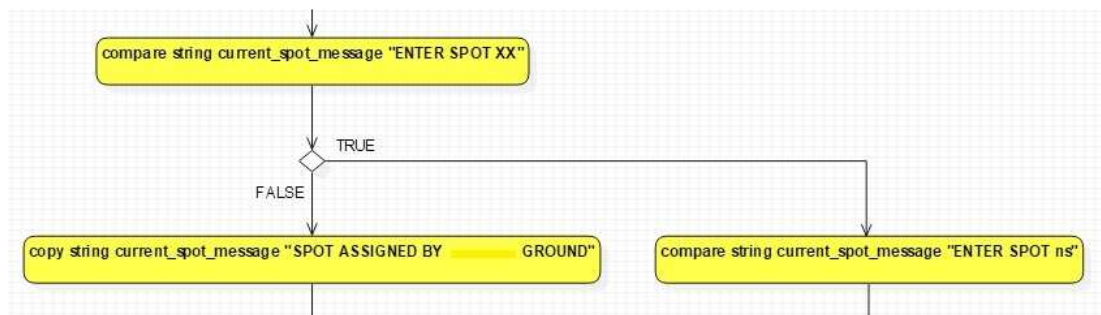 compare string current_spot_message "ENTER SPOT XX"
TRUE
FALSE
copy string current_spot_message "SPOT ASSIGNED BY GROUND"
compare string current_spot_message "ENTER SPOT ns"